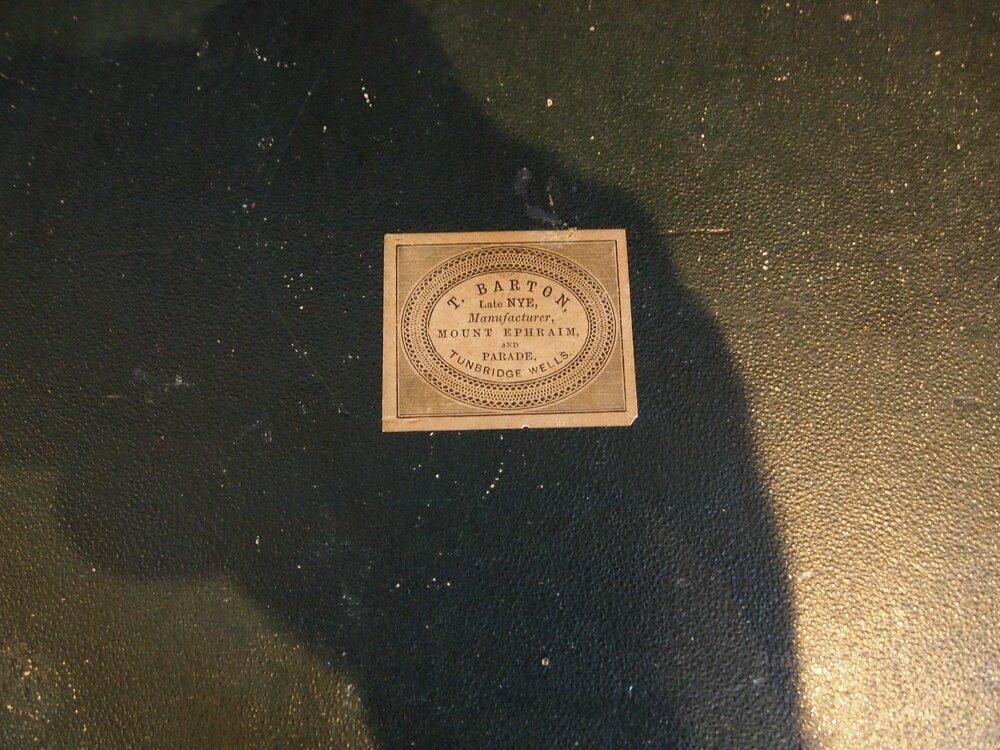 T. BARTON,
Late NYE,
Manufacturer,
MOUNT EPHRAIM,
AND
PARADE,
TUNBRIDGE WELLS.